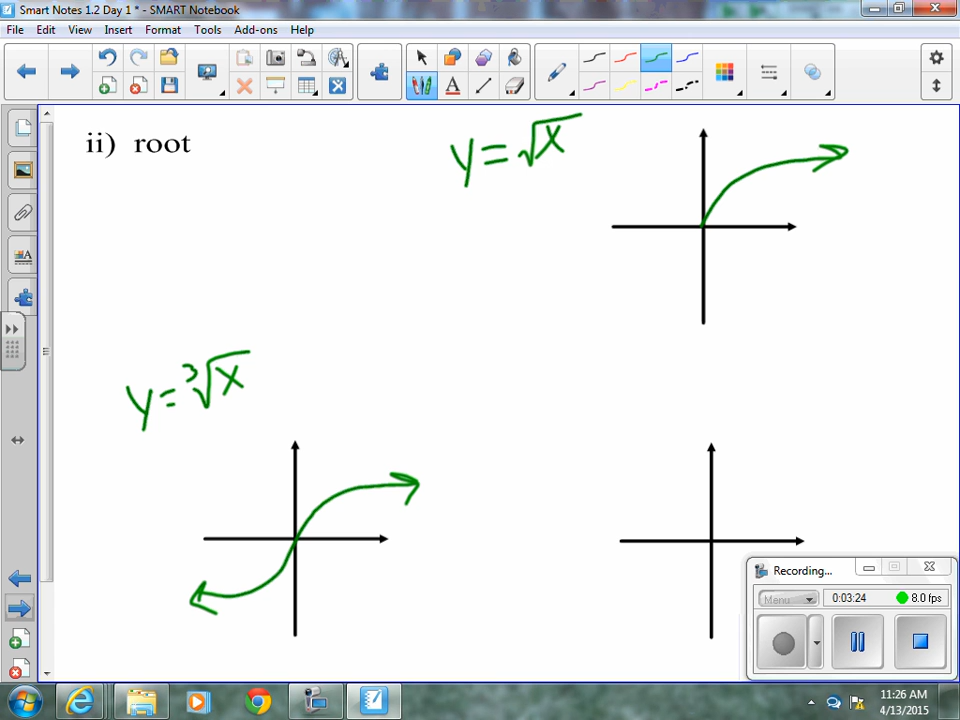 Smart Notes 1.2 Day 1 * - SMART Notebook
File Edit View Insert Format Tools Add-ons Help
ii) root
y = √x
y = ³√x
Recording...
Menu 0:03:24 8.0 fps
11:26 AM
4/13/2015